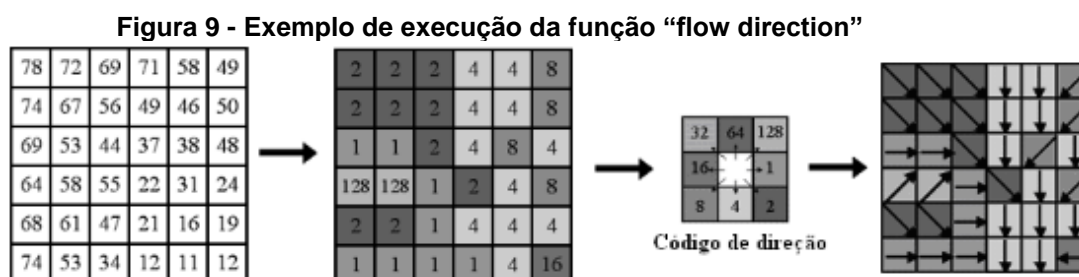 Figura 9 - Exemplo de execução da função “flow direction”
78 72 69 71 58 49
74 67 56 49 46 50
69 53 44 37 38 48
64 58 55 22 31 24
68 61 47 21 16 19
74 53 34 12 11 12
2 2 2 4 4 8
2 2 2 4 4 8
1 1 2 4 8 4
128 128 1 2 4 8
2 2 1 4 4 4
1 1 1 1 4 16
32 64 128
16 1
8 4 2
Código de direção